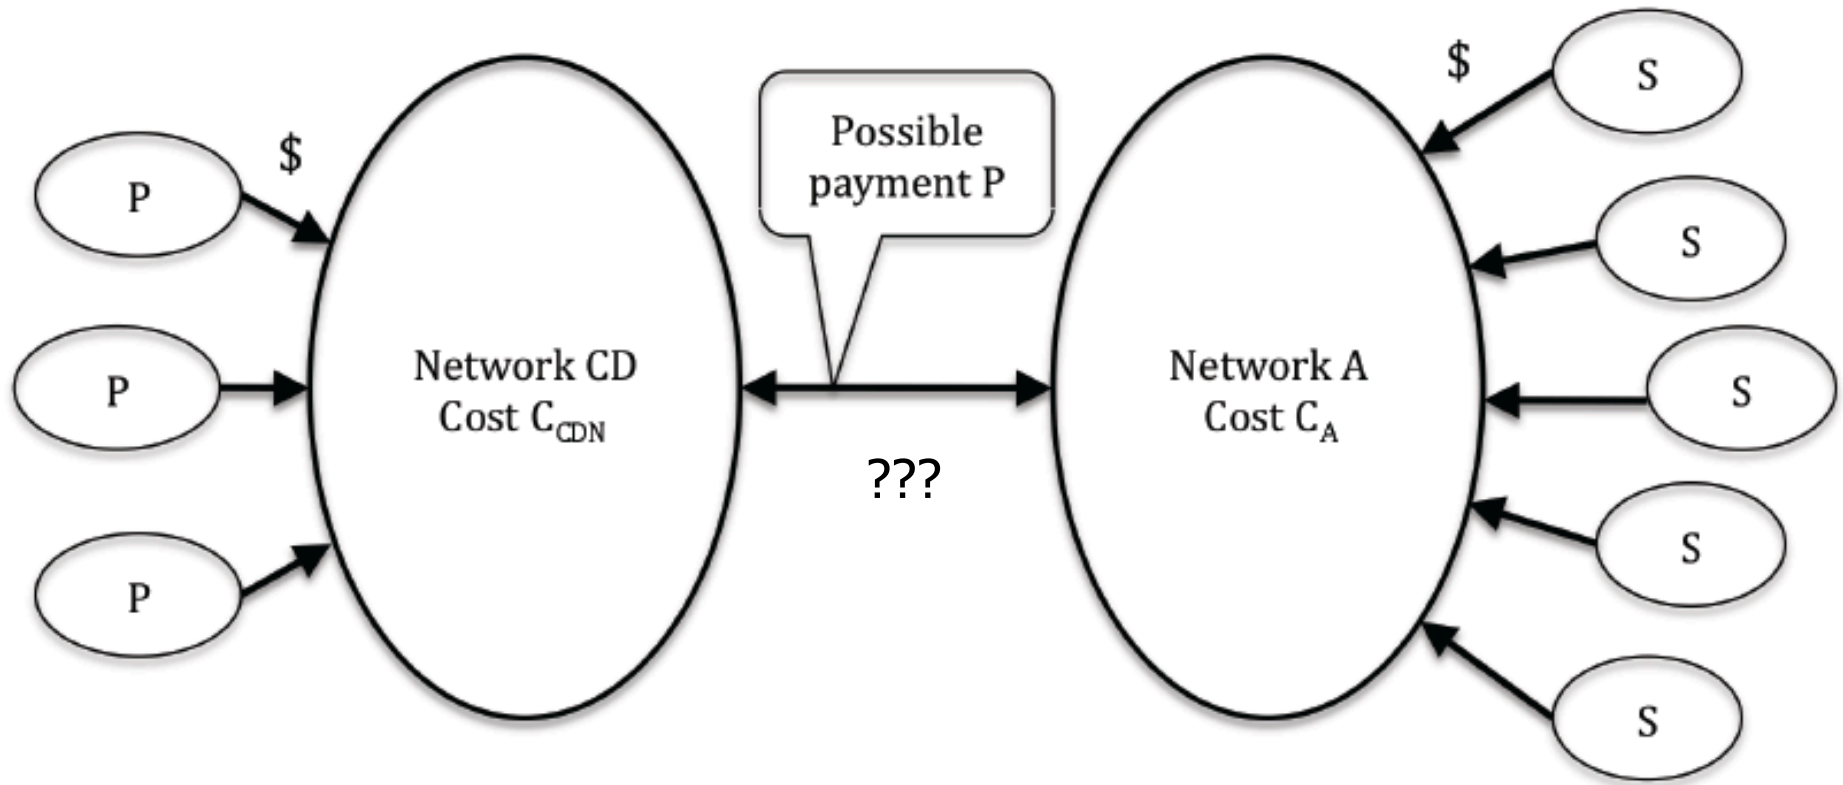 $
P
P
P
Network CD
Cost C_CDN
Possible
payment P
???
Network A
Cost C_A
$
S
S
S
S
S